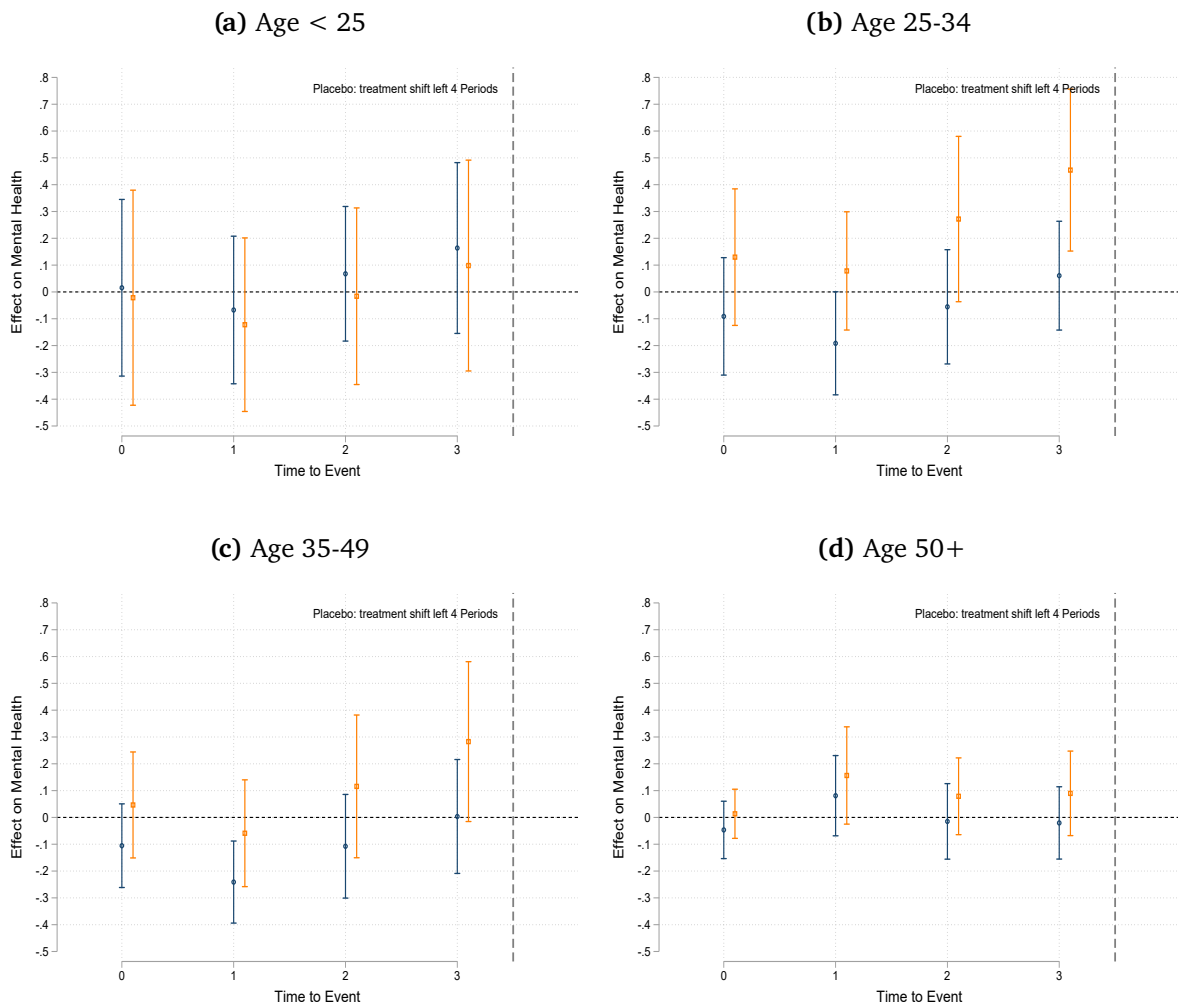 (a) Age < 25
Placebo: treatment shift left 4 Periods
Effect on Mental Health
.8
.7
.6
.5
.4
.3
.2
.1
0
-.1
-.2
-.3
-.4
-.5
0 1 2 3
Time to Event
(b) Age 25-34
Placebo: treatment shift left 4 Periods
Effect on Mental Health
.8
.7
.6
.5
.4
.3
.2
.1
0
-.1
-.2
-.3
-.4
-.5
0 1 2 3
Time to Event
(c) Age 35-49
Placebo: treatment shift left 4 Periods
Effect on Mental Health
.8
.7
.6
.5
.4
.3
.2
.1
0
-.1
-.2
-.3
-.4
-.5
0 1 2 3
Time to Event
(d) Age 50+
Placebo: treatment shift left 4 Periods
Effect on Mental Health
.8
.7
.6
.5
.4
.3
.2
.1
0
-.1
-.2
-.3
-.4
-.5
0 1 2 3
Time to Event